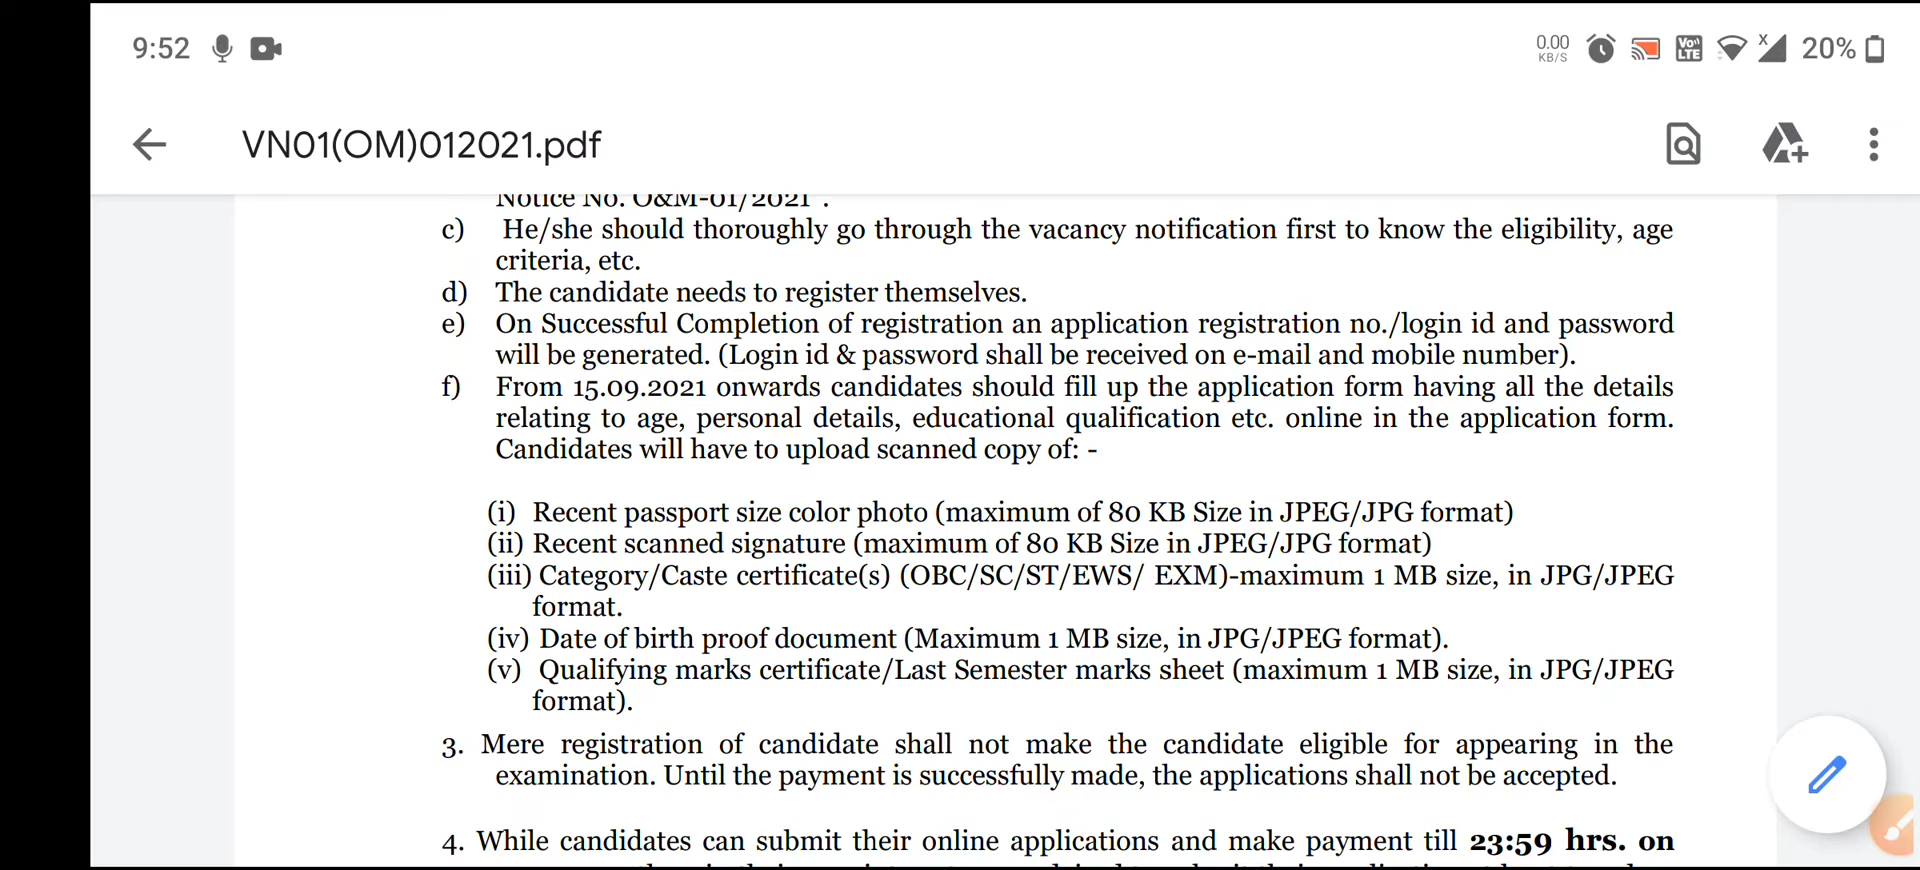 9:52
0.00
KB/S
Vo))
LTE
x
20%
VN01(OM)012021.pdf
Notice No. O&M-01/2021 .
c) He/she should thoroughly go through the vacancy notification first to know the eligibility, age
criteria, etc.
d) The candidate needs to register themselves.
e) On Successful Completion of registration an application registration no./login id and password
will be generated. (Login id & password shall be received on e-mail and mobile number).
f) From 15.09.2021 onwards candidates should fill up the application form having all the details
relating to age, personal details, educational qualification etc. online in the application form.
Candidates will have to upload scanned copy of: -
(i) Recent passport size color photo (maximum of 80 KB Size in JPEG/JPG format)
(ii) Recent scanned signature (maximum of 80 KB Size in JPEG/JPG format)
(iii) Category/Caste certificate(s) (OBC/SC/ST/EWS/ EXM)-maximum 1 MB size, in JPG/JPEG
format.
(iv) Date of birth proof document (Maximum 1 MB size, in JPG/JPEG format).
(v) Qualifying marks certificate/Last Semester marks sheet (maximum 1 MB size, in JPG/JPEG
format).
3. Mere registration of candidate shall not make the candidate eligible for appearing in the
examination. Until the payment is successfully made, the applications shall not be accepted.
4. While candidates can submit their online applications and make payment till 23:59 hrs. on